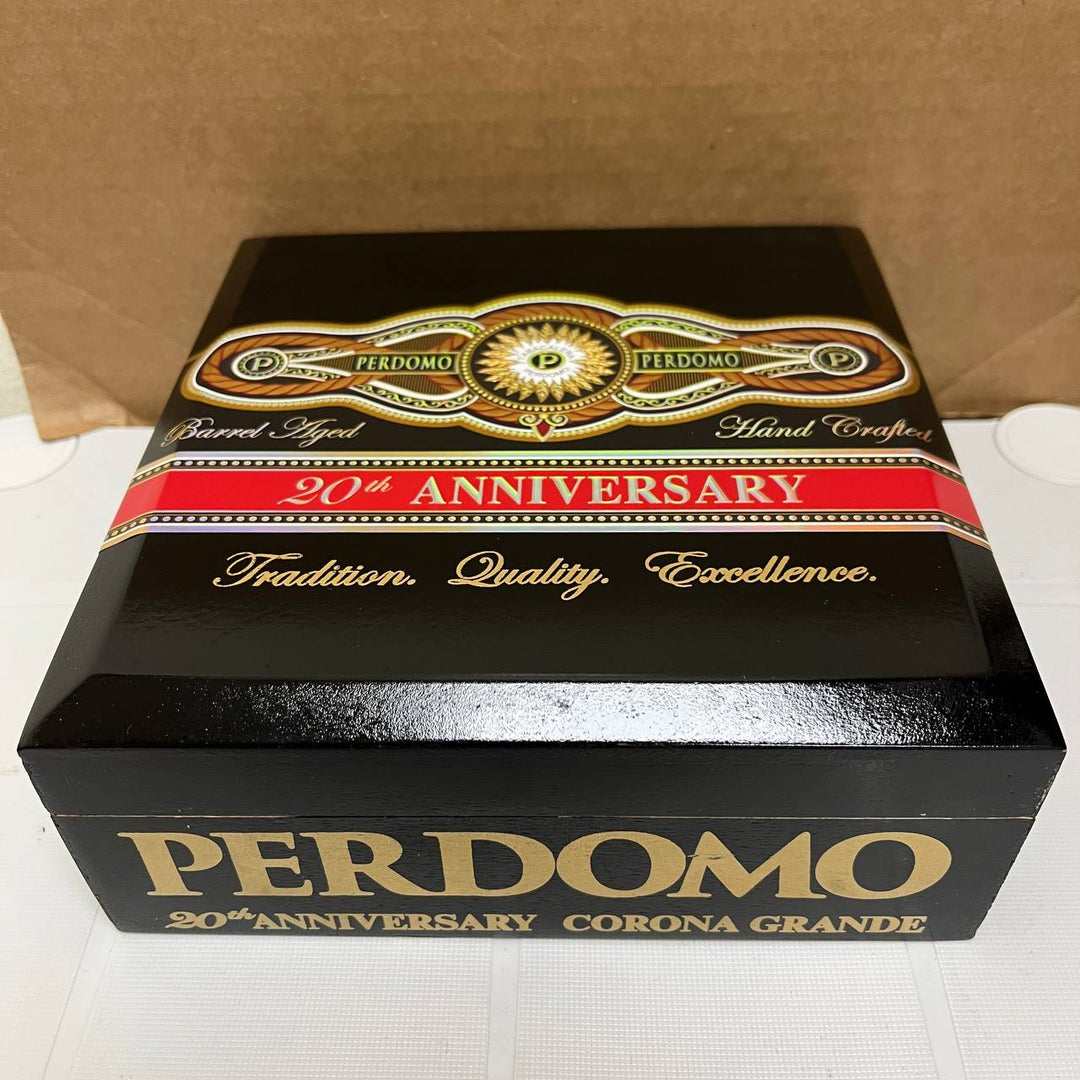 P PERDOMO P PERDOMO P
Barrel Aged Hand Crafted
20th ANNIVERSARY
Tradition. Quality. Excellence.
PERDOMO
20th ANNIVERSARY CORONA GRANDE